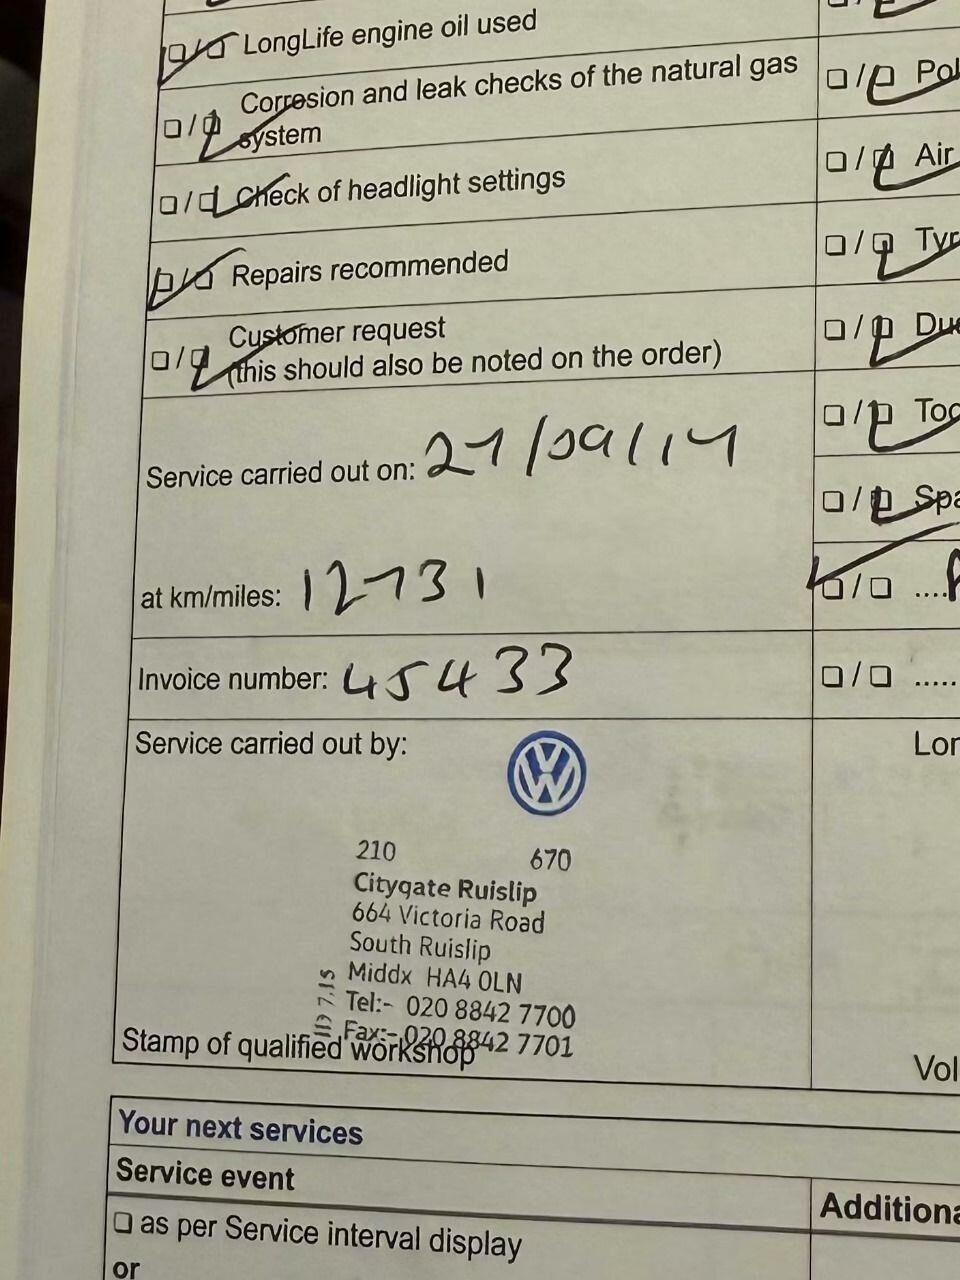 LongLife engine oil used
Corrosion and leak checks of the natural gas
system
Check of headlight settings
Repairs recommended
Customer request
(this should also be noted on the order)
Service carried out on: 27/09/14
at km/miles: 12731
Invoice number: 45433
Service carried out by:
210 670
Citygate Ruislip
664 Victoria Road
South Ruislip
Middx HA4 0LN
Tel:- 020 8842 7700
Fax:- 020 8842 7701
Stamp of qualified workshop
Your next services
Service event
as per Service interval display
or
Pol
Air
Tyr
Due
Too
Spa
....
.....
Lon
Vol
Additiona